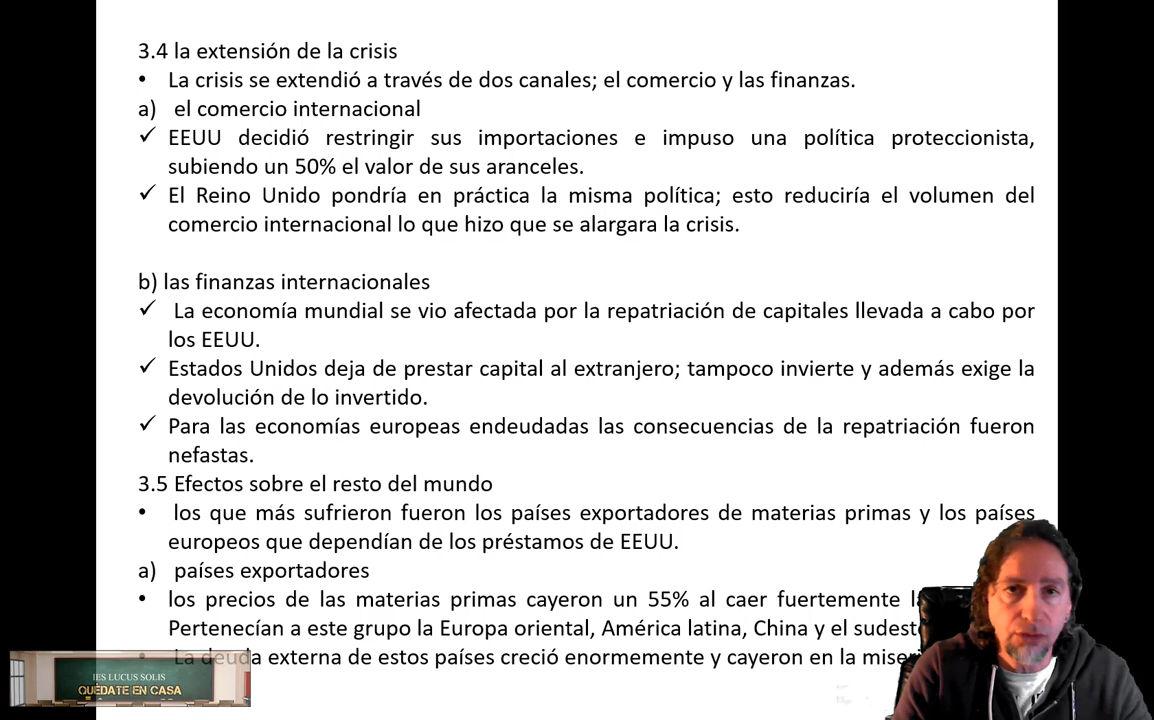 3.4 la extensión de la crisis
• La crisis se extendió a través de dos canales; el comercio y las finanzas.
a) el comercio internacional
✓ EEUU decidió restringir sus importaciones e impuso una política proteccionista,
subiendo un 50% el valor de sus aranceles.
✓ El Reino Unido pondría en práctica la misma política; esto reduciría el volumen del
comercio internacional lo que hizo que se alargara la crisis.
b) las finanzas internacionales
✓ La economía mundial se vio afectada por la repatriación de capitales llevada a cabo por
los EEUU.
✓ Estados Unidos deja de prestar capital al extranjero; tampoco invierte y además exige la
devolución de lo invertido.
✓ Para las economías europeas endeudadas las consecuencias de la repatriación fueron
nefastas.
3.5 Efectos sobre el resto del mundo
• los que más sufrieron fueron los países exportadores de materias primas y los países
europeos que dependían de los préstamos de EEUU.
a) países exportadores
• los precios de las materias primas cayeron un 55% al caer fuertemente
Pertenecían a este grupo la Europa oriental, América latina, China y el
La deuda externa de estos países creció enormemente y cayeron en la
IES LUCUS SOLIS
QUÉDATE EN CASA